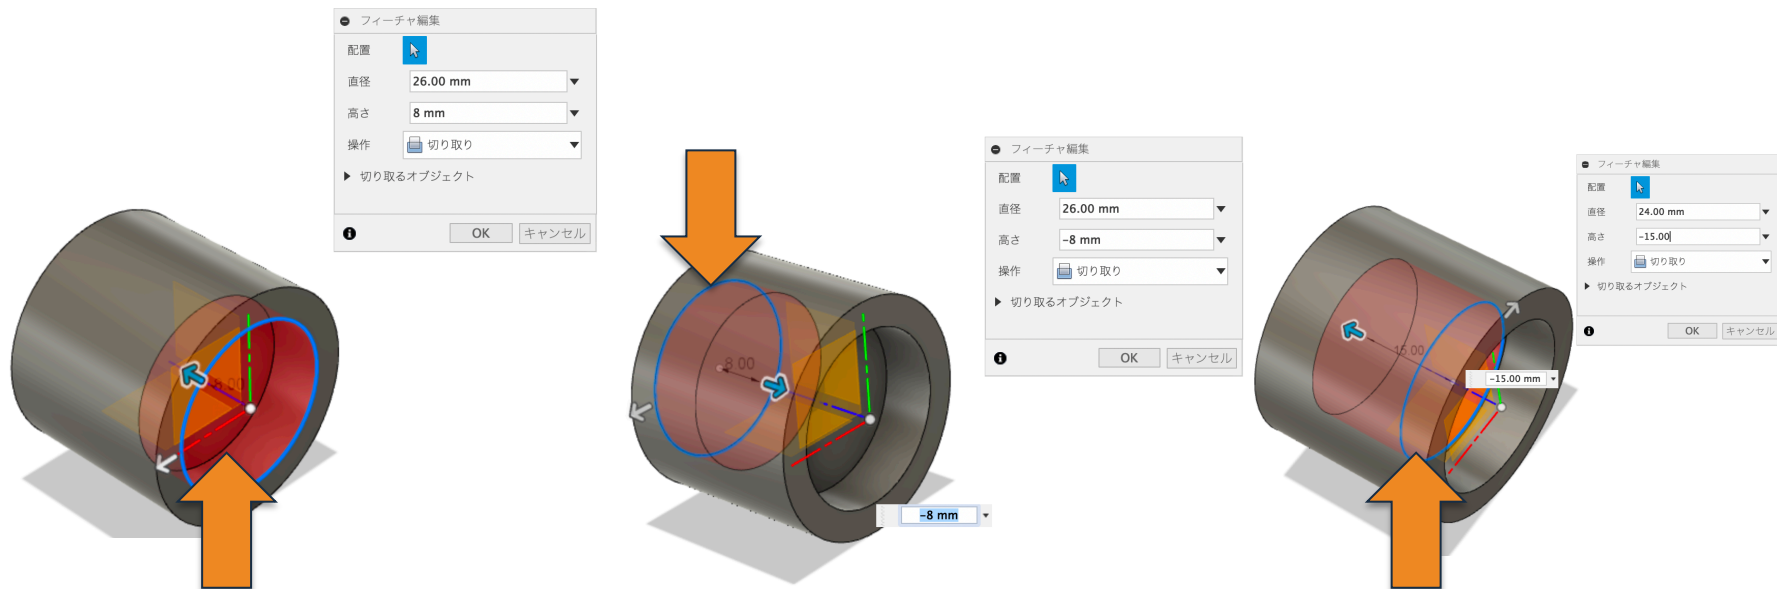 フィーチャ編集
配置
直径 26.00 mm
高さ 8 mm
操作 切り取り
切り取るオブジェクト
OK キャンセル
8.00
-8 mm
フィーチャ編集
配置
直径 26.00 mm
高さ -8 mm
操作 切り取り
切り取るオブジェクト
OK キャンセル
15.00
-15.00 mm
フィーチャ編集
配置
直径 24.00 mm
高さ -15.00
操作 切り取り
切り取るオブジェクト
OK キャンセル